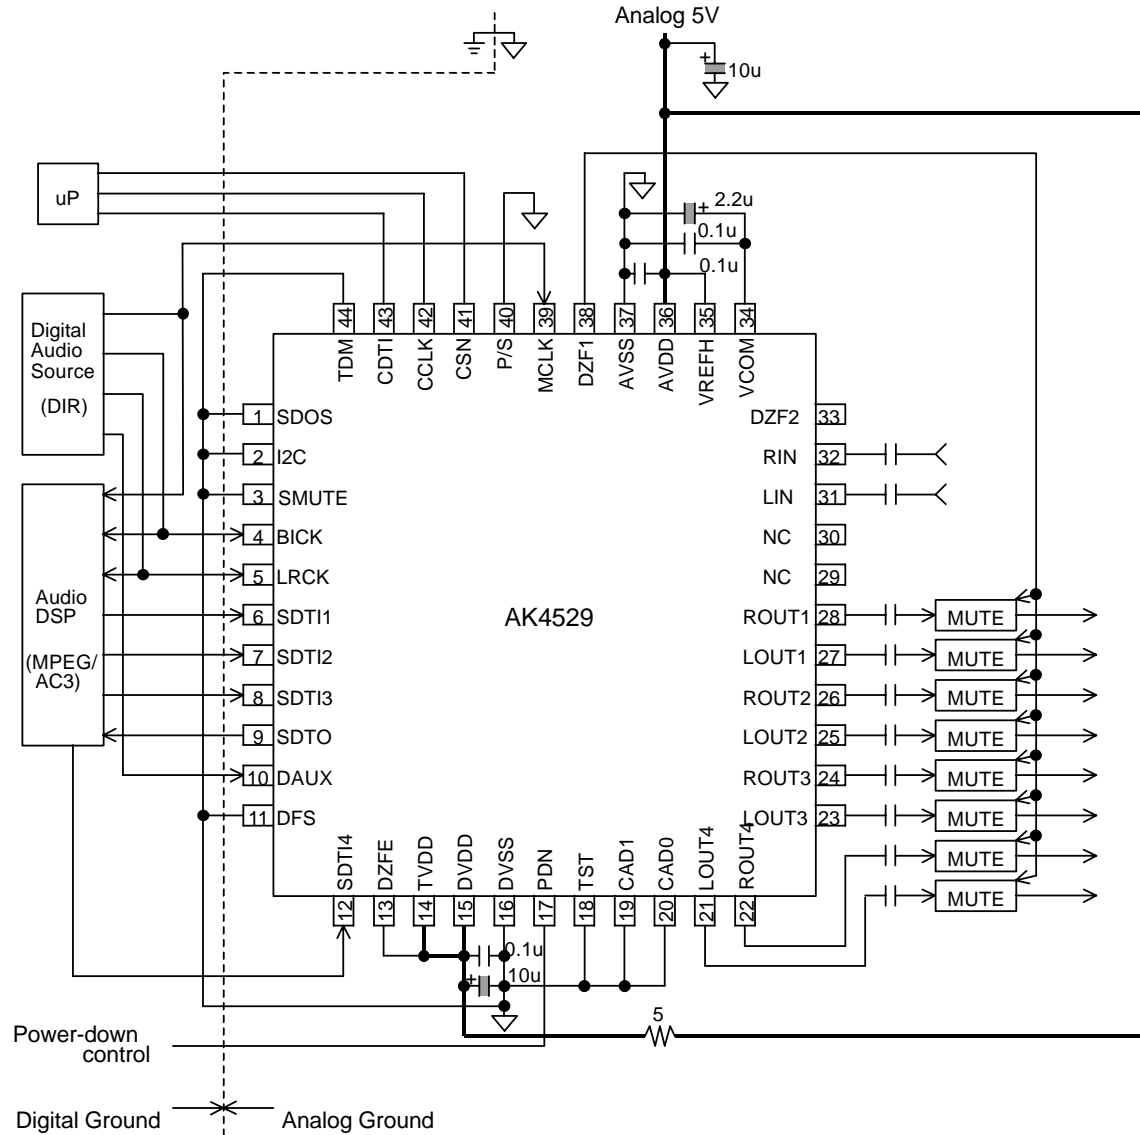 Analog 5V
+
10u
uP
+ 2.2u
0.1u
0.1u
44 43 42 41 40 39 38 37 36 35 34
TDM CDTI CCLK CSN P/S MCLK DZF1 AVSS AVDD VREFH VCOM
Digital
Audio
Source
(DIR)
1 SDOS
2 I2C
3 SMUTE
4 BICK
5 LRCK
6 SDTI1
7 SDTI2
8 SDTI3
9 SDTO
10 DAUX
11 DFS
Audio
DSP
(MPEG/
AC3)
AK4529
DZF2 33
RIN 32
LIN 31
NC 30
NC 29
ROUT1 28 MUTE
LOUT1 27 MUTE
ROUT2 26 MUTE
LOUT2 25 MUTE
ROUT3 24 MUTE
LOUT3 23 MUTE
MUTE
MUTE
SDTI4 DZFE TVDD DVDD DVSS PDN TST CAD1 CAD0 LOUT4 ROUT4
12 13 14 15 16 17 18 19 20 21 22
0.1u
+ 10u
5
Power-down
control
Digital Ground
Analog Ground